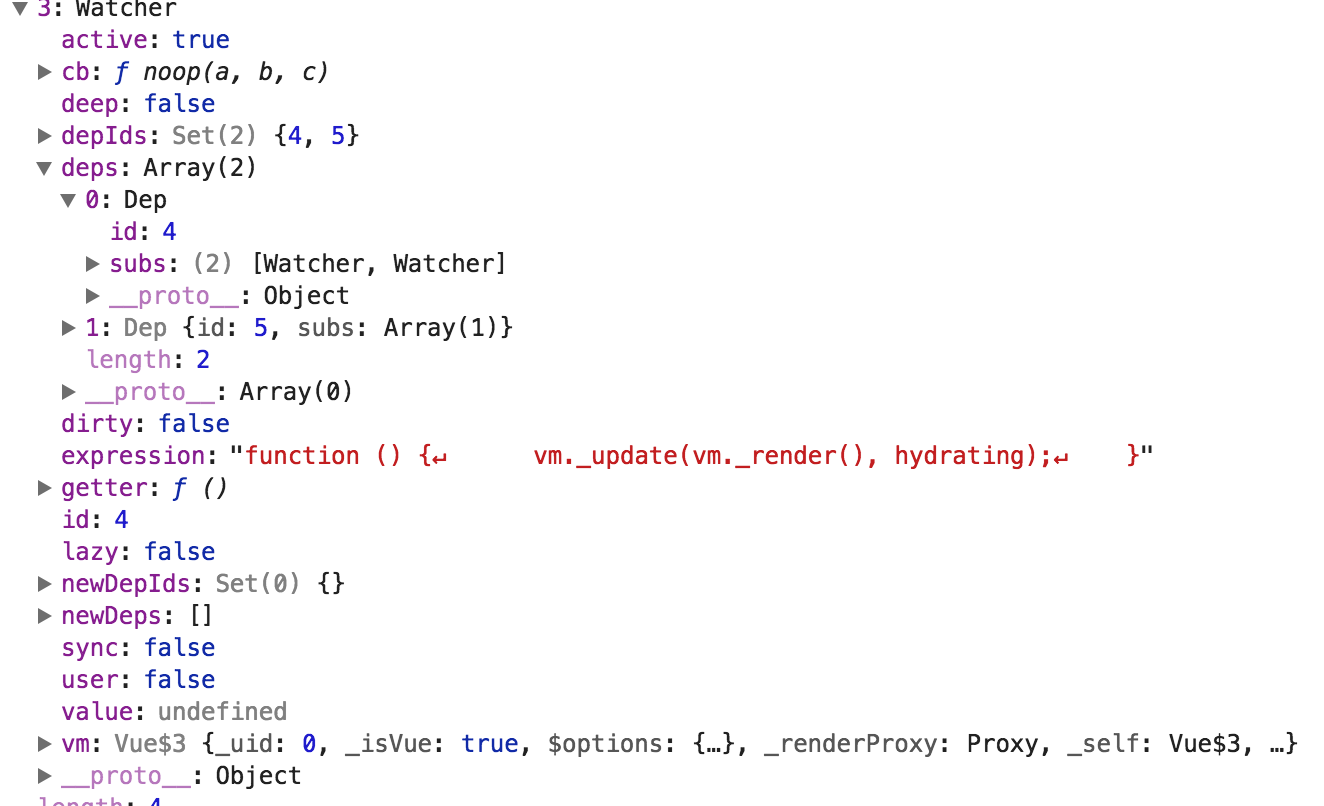 3: Watcher
active: true
cb: ƒ noop(a, b, c)
deep: false
depIds: Set(2) {4, 5}
deps: Array(2)
0: Dep
id: 4
subs: (2) [Watcher, Watcher]
__proto__: Object
1: Dep {id: 5, subs: Array(1)}
length: 2
__proto__: Array(0)
dirty: false
expression: "function () {↵      vm._update(vm._render(), hydrating);↵    }"
getter: ƒ ()
id: 4
lazy: false
newDepIds: Set(0) {}
newDeps: []
sync: false
user: false
value: undefined
vm: Vue$3 {_uid: 0, _isVue: true, $options: {…}, _renderProxy: Proxy, _self: Vue$3, …}
__proto__: Object
length: 4